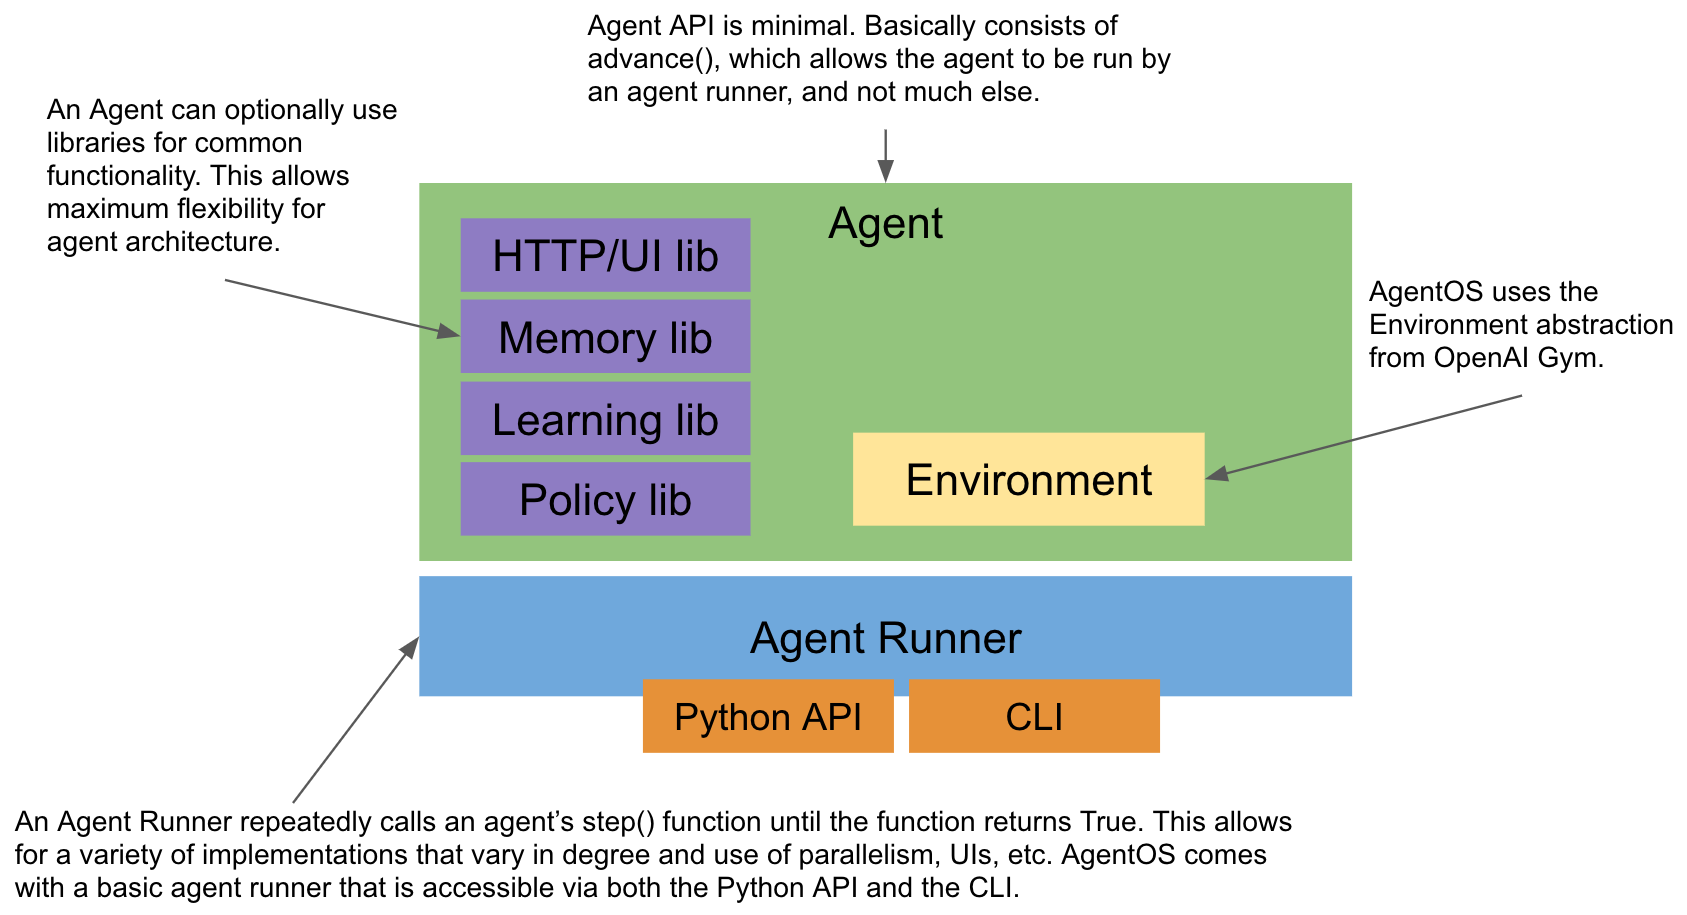 Agent API is minimal. Basically consists of
advance(), which allows the agent to be run by
an agent runner, and not much else.
An Agent can optionally use
libraries for common
functionality. This allows
maximum flexibility for
agent architecture.
Agent
HTTP/UI lib
Memory lib
Learning lib
Policy lib
AgentOS uses the
Environment abstraction
from OpenAI Gym.
Environment
Agent Runner
Python API
CLI
An Agent Runner repeatedly calls an agent’s step() function until the function returns True. This allows
for a variety of implementations that vary in degree and use of parallelism, UIs, etc. AgentOS comes
with a basic agent runner that is accessible via both the Python API and the CLI.